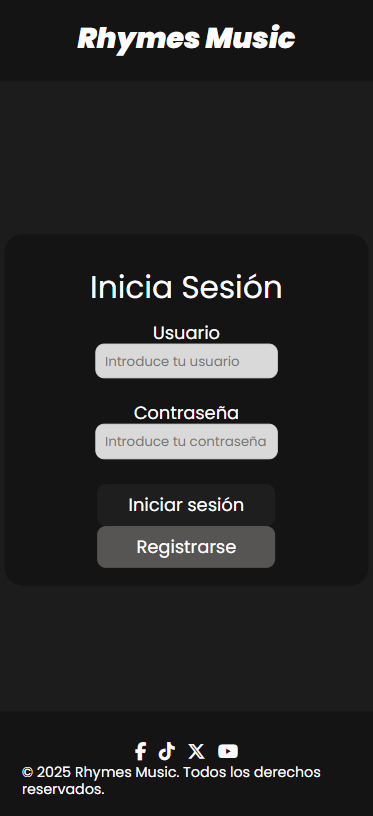 Rhymes Music
Inicia Sesión
Usuario
Introduce tu usuario
Contraseña
Introduce tu contraseña
Iniciar sesión
Registrarse
© 2025 Rhymes Music. Todos los derechos
reservados.